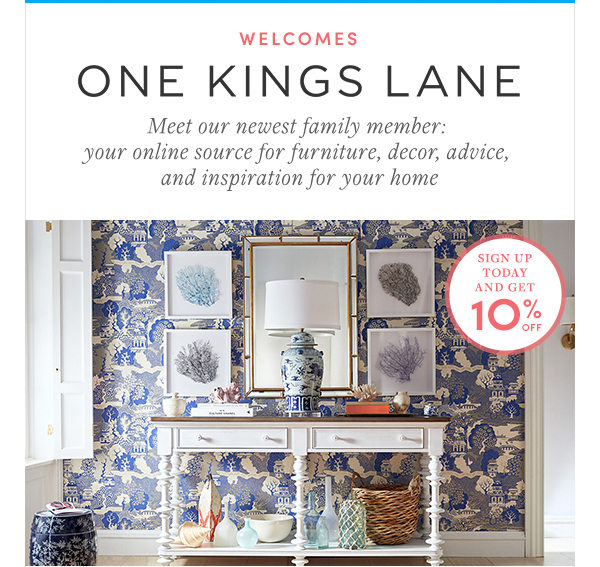 WELCOMES
ONE KINGS LANE
Meet our newest family member:
your online source for furniture, decor, advice,
and inspiration for your home
SIGN UP
TODAY
AND GET
10%
OFF